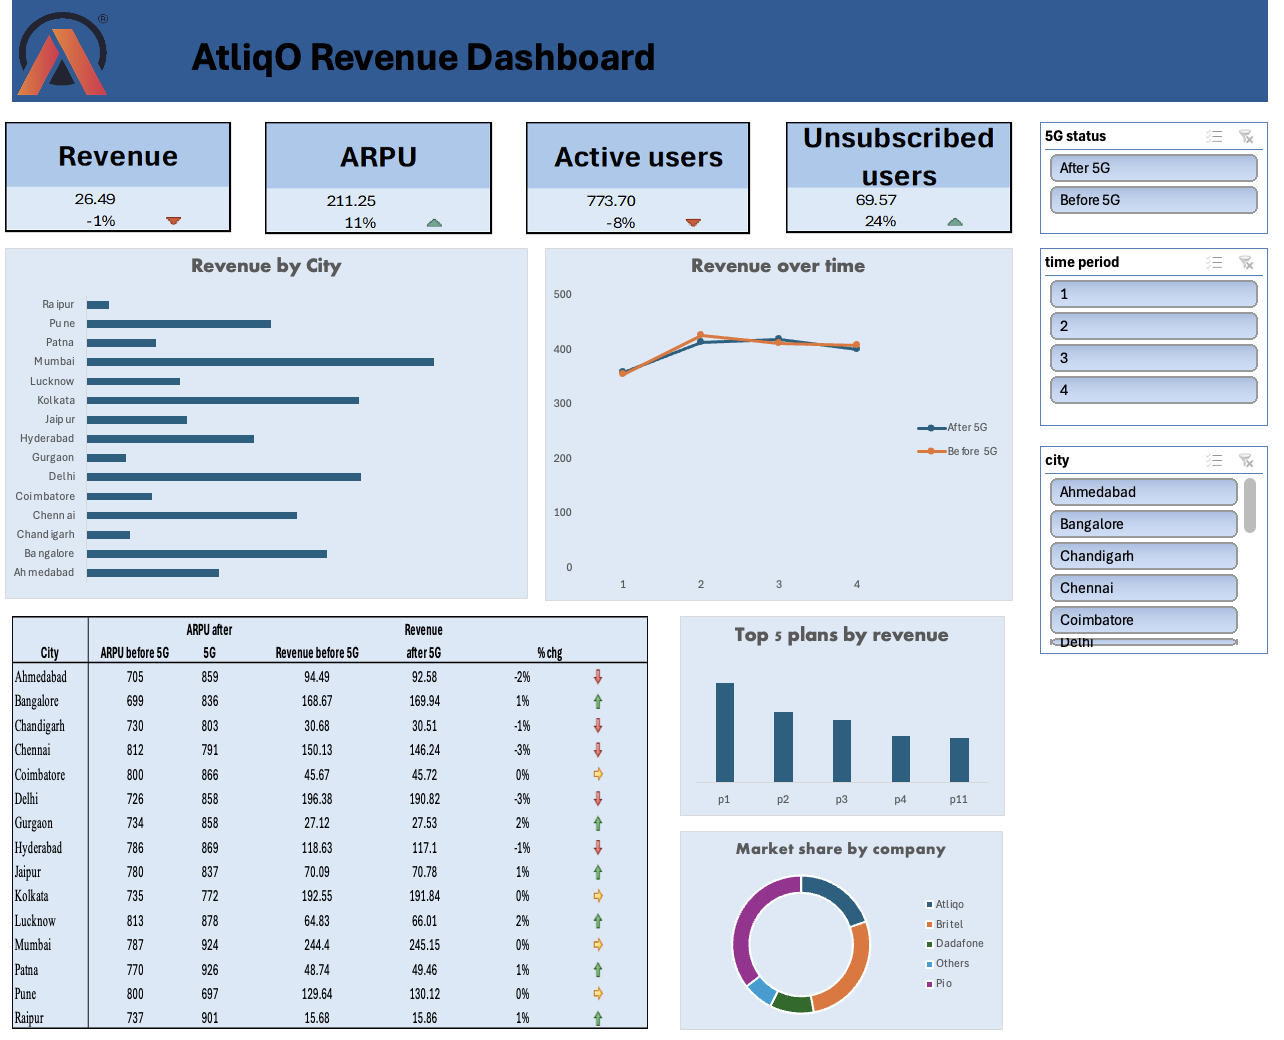 ®
AtliqO Revenue Dashboard
Revenue
26.49
-1%
ARPU
211.25
11%
Active users
773.70
-8%
Unsubscribed
users
69.57
24%
5G status
After 5G
Before 5G
time period
1
2
3
4
city
Ahmedabad
Bangalore
Chandigarh
Chennai
Coimbatore
Delhi
Revenue by City
Raipur
Pune
Patna
Mumbai
Lucknow
Kolkata
Jaipur
Hyderabad
Gurgaon
Delhi
Coimbatore
Chennai
Chandigarh
Bangalore
Ahmedabad
Revenue over time
500
400
300
200
100
0
1 2 3 4
After 5G
Before 5G
City ARPU before 5G ARPU after 5G Revenue before 5G Revenue after 5G % chg
Ahmedabad 705 859 94.49 92.58 -2%
Bangalore 699 836 168.67 169.94 1%
Chandigarh 730 803 30.68 30.51 -1%
Chennai 812 791 150.13 146.24 -3%
Coimbatore 800 866 45.67 45.72 0%
Delhi 726 858 196.38 190.82 -3%
Gurgaon 734 858 27.12 27.53 2%
Hyderabad 786 869 118.63 117.1 -1%
Jaipur 780 837 70.09 70.78 1%
Kolkata 735 772 192.55 191.84 0%
Lucknow 813 878 64.83 66.01 2%
Mumbai 787 924 244.4 245.15 0%
Patna 770 926 48.74 49.46 1%
Pune 800 697 129.64 130.12 0%
Raipur 737 901 15.68 15.86 1%
Top 5 plans by revenue
p1 p2 p3 p4 p11
Market share by company
Atliqo
Britel
Dadafone
Others
Pio